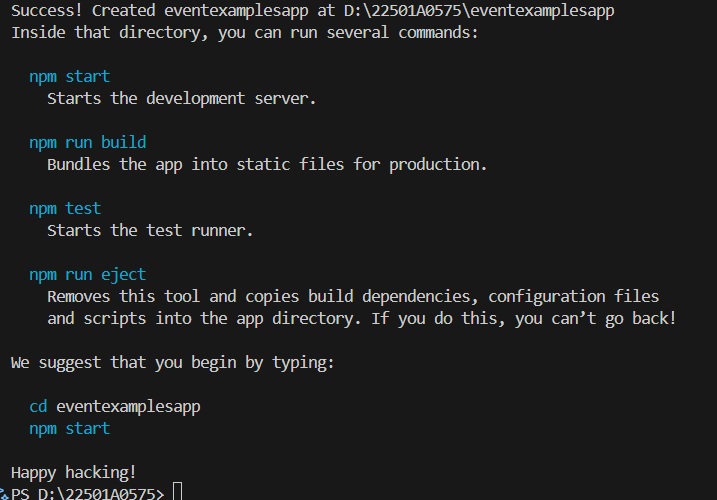 Success! Created eventexamplesapp at D:\22501A0575\eventexamplesapp
Inside that directory, you can run several commands:
npm start
Starts the development server.
npm run build
Bundles the app into static files for production.
npm test
Starts the test runner.
npm run eject
Removes this tool and copies build dependencies, configuration files
and scripts into the app directory. If you do this, you can’t go back!
We suggest that you begin by typing:
cd eventexamplesapp
npm start
Happy hacking!
PS D:\22501A0575>